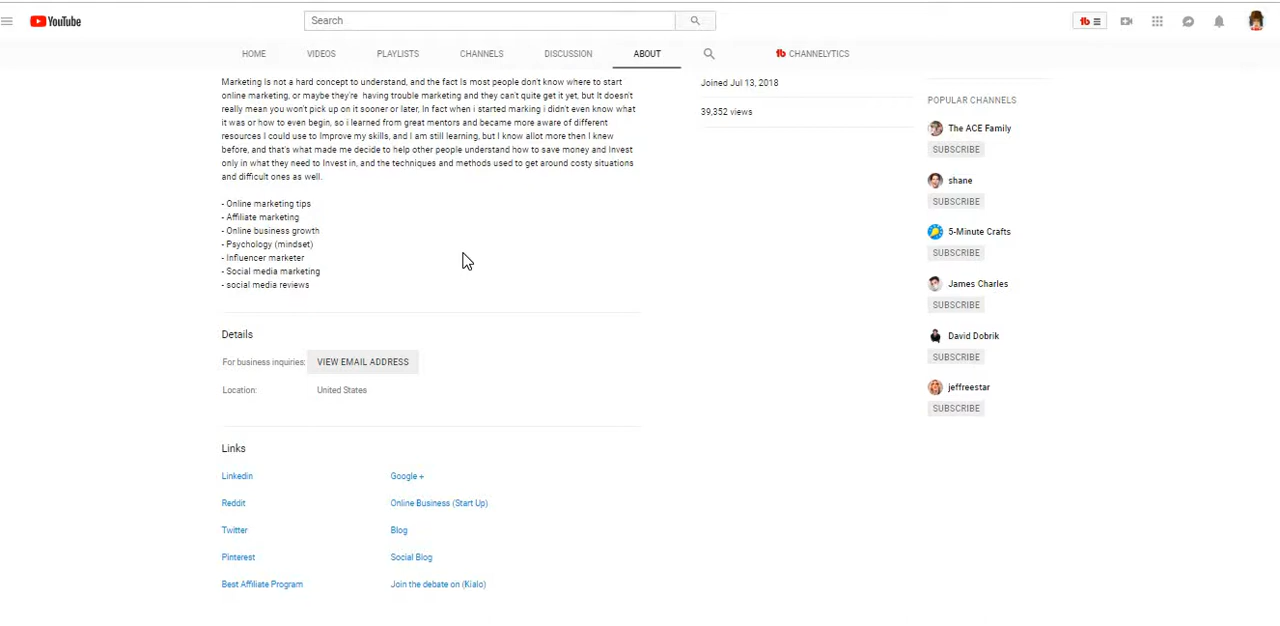 YouTube
Search
tb
HOME VIDEOS PLAYLISTS CHANNELS DISCUSSION ABOUT tb CHANNELYTICS
Marketing Is not a hard concept to understand, and the fact Is most people don't know where to start
online marketing, or maybe they're having trouble marketing and they can't quite get it yet, but It doesn't
really mean you won't pick up on it sooner or later, In fact when i started marking i didn't even know what
it was or how to even begin, so i learned from great mentors and became more aware of different
resources I could use to Improve my skills, and I am still learning, but I know allot more then I knew
before, and that's what made me decide to help other people understand how to save money and Invest
only in what they need to Invest in, and the techniques and methods used to get around costy situations
and difficult ones as well.
- Online marketing tips
- Affiliate marketing
- Online business growth
- Psychology (mindset)
- Influencer marketer
- Social media marketing
- social media reviews
Details
For business inquiries: VIEW EMAIL ADDRESS
Location: United States
Links
Linkedin Google +
Reddit Online Business (Start Up)
Twitter Blog
Pinterest Social Blog
Best Affiliate Program Join the debate on (Kialo)
Joined Jul 13, 2018
39,352 views
POPULAR CHANNELS
The ACE Family
SUBSCRIBE
shane
SUBSCRIBE
5-Minute Crafts
SUBSCRIBE
James Charles
SUBSCRIBE
David Dobrik
SUBSCRIBE
jeffreestar
SUBSCRIBE